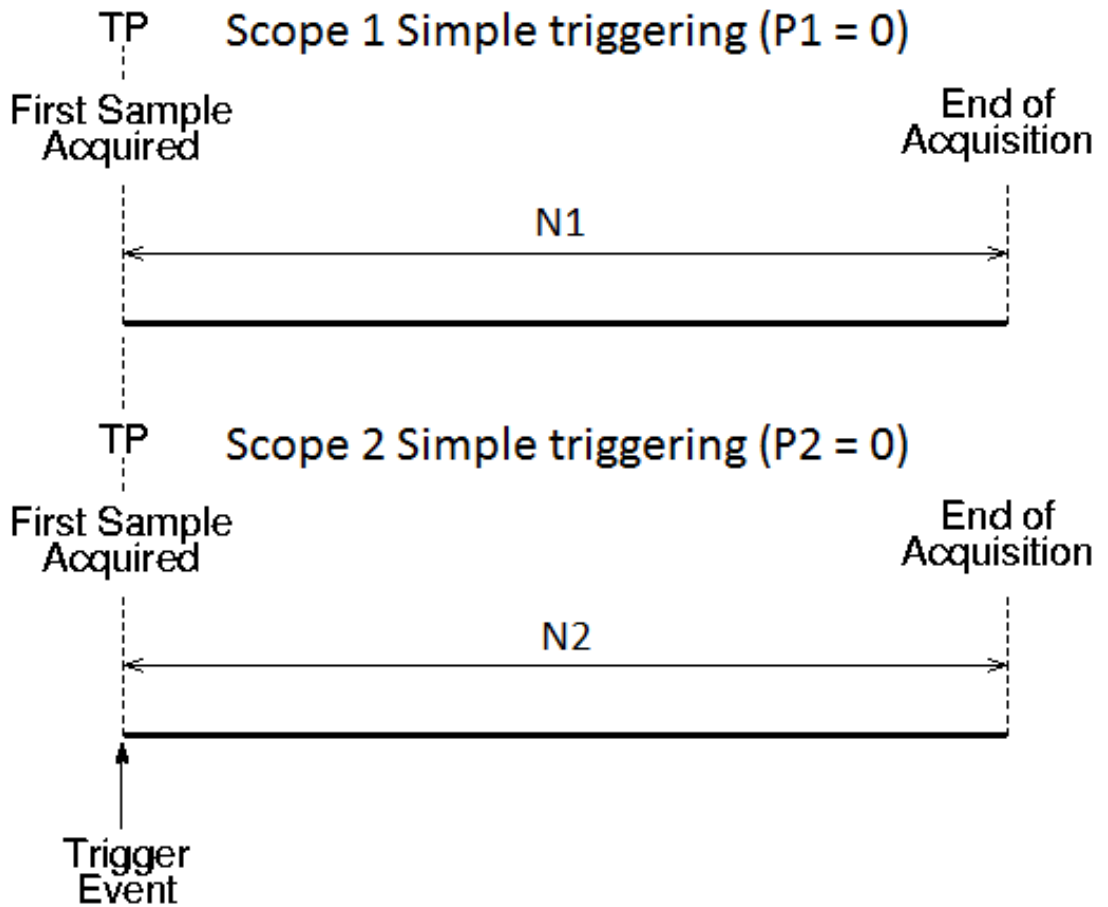 TP Scope 1 Simple triggering (P1 = 0)
First Sample
Acquired
End of
Acquisition
N1
TP Scope 2 Simple triggering (P2 = 0)
First Sample
Acquired
End of
Acquisition
N2
Trigger
Event